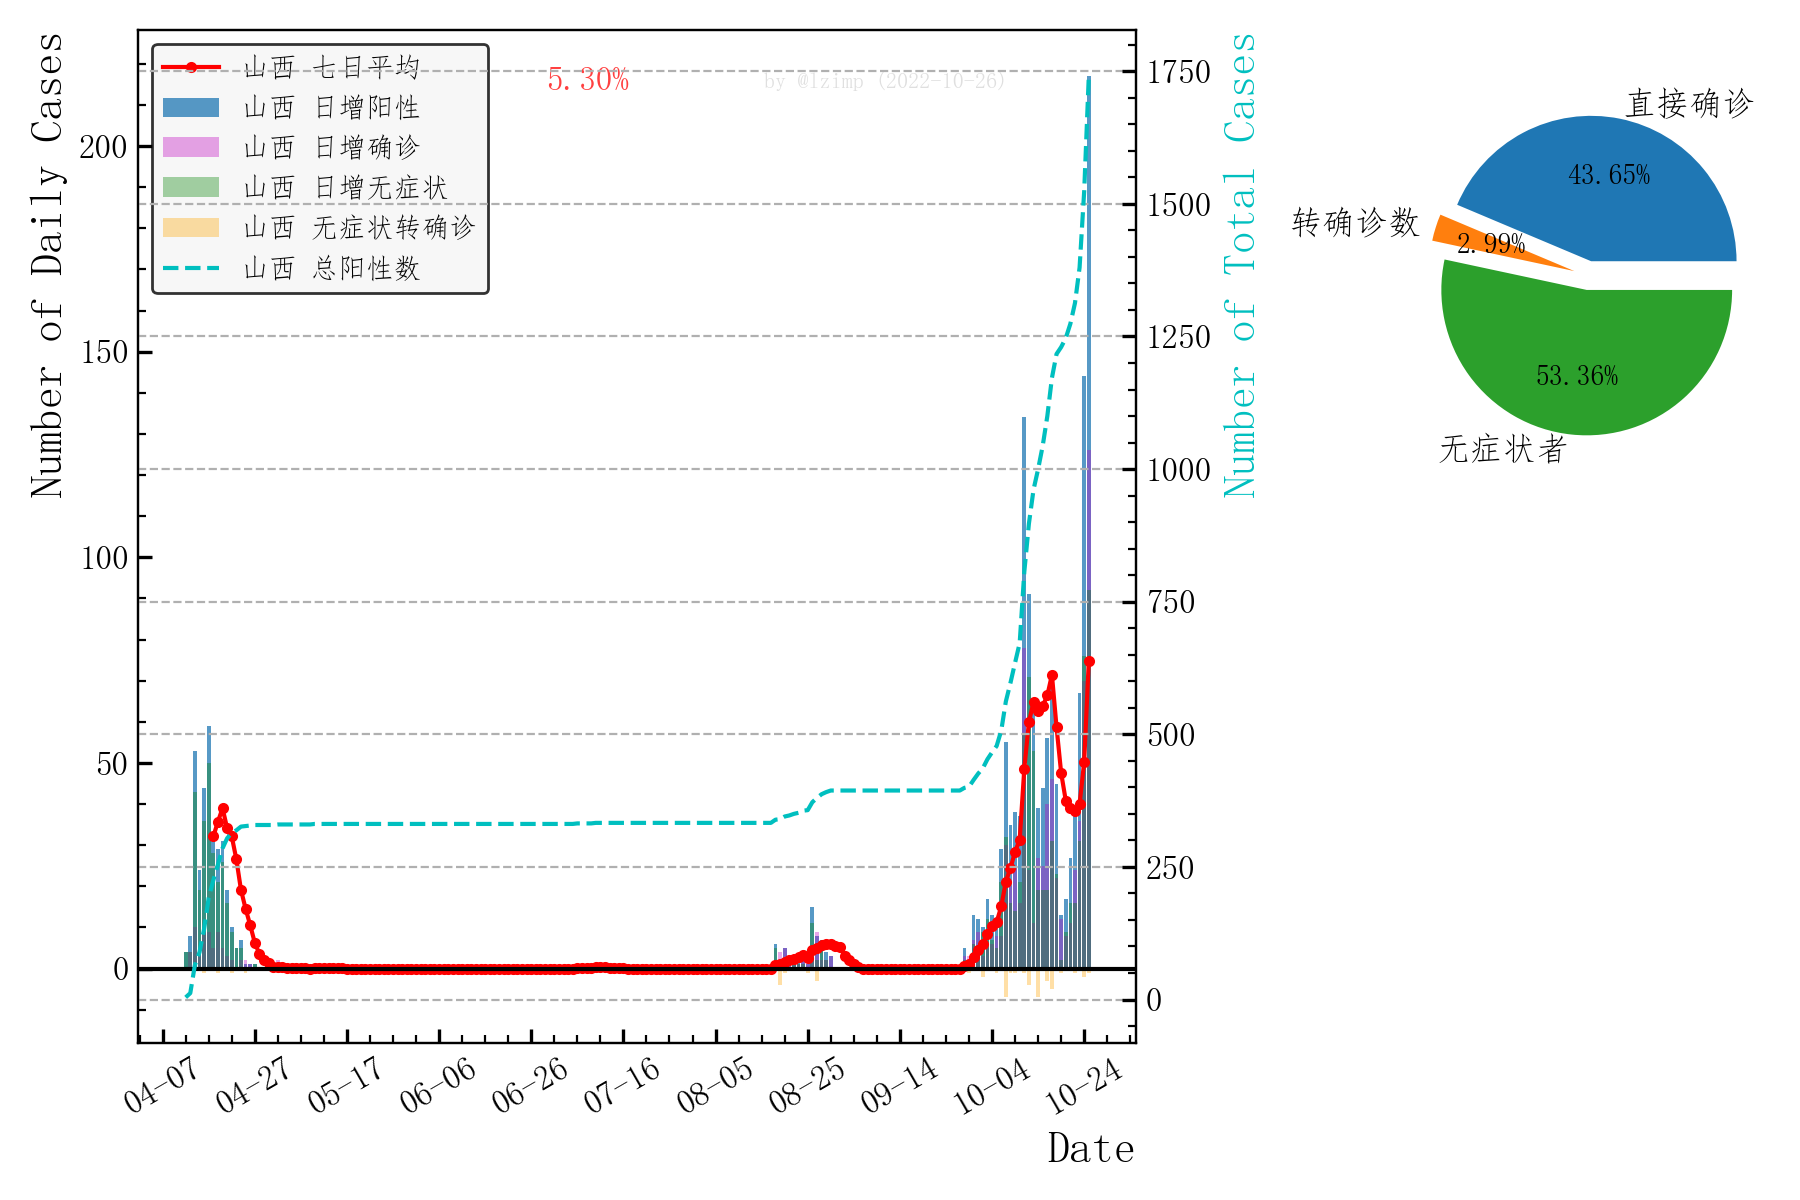 Number of Daily Cases
200
150
100
50
0
山西 七日平均
山西 日增阳性
山西 日增确诊
山西 日增无症状
山西 无症状转确诊
山西 总阳性数
5.30%
by @lzimp (2022-10-26)
1750
1500
1250
1000
750
500
250
0
Number of Total Cases
04-07
04-27
05-17
06-06
06-26
07-16
08-05
08-25
09-14
10-04
10-24
Date
直接确诊
43.65%
转确诊数
2.99%
53.36%
无症状者